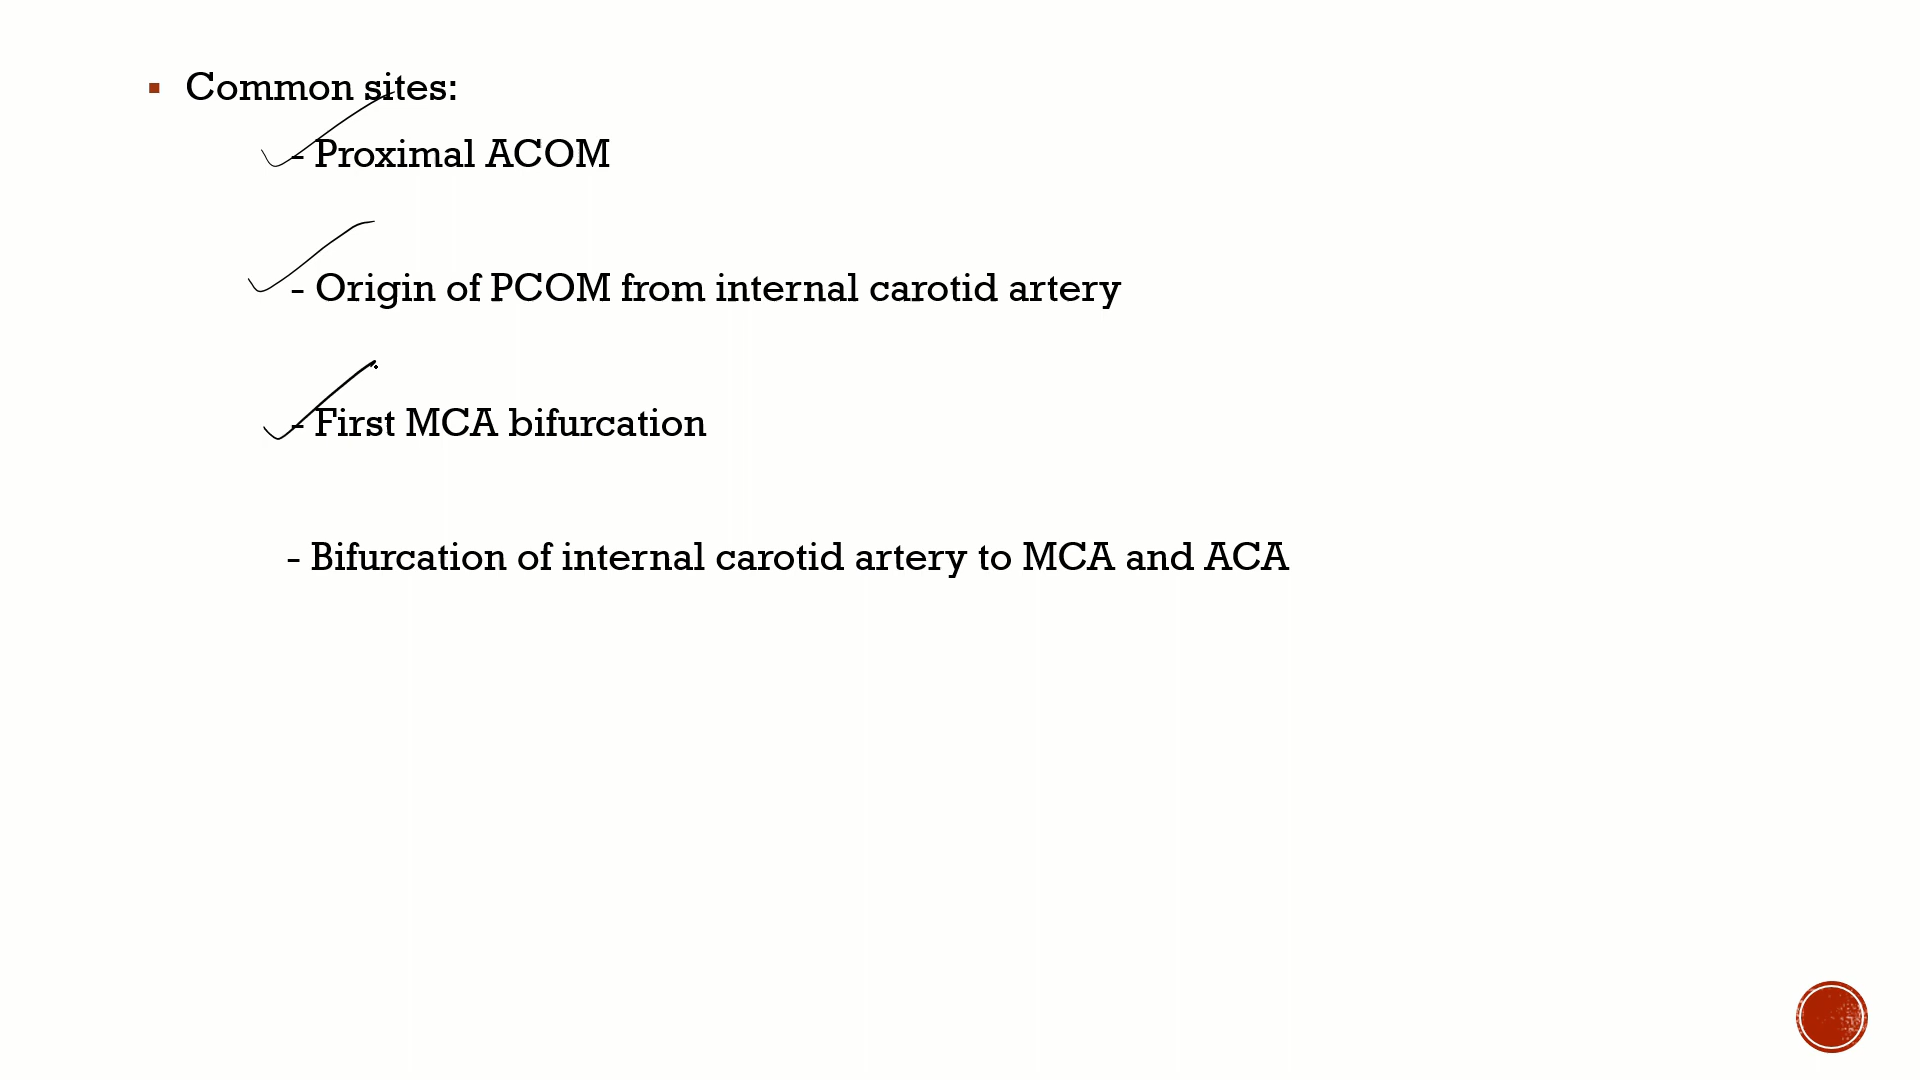 ▪ Common sites:
- Proximal ACOM
- Origin of PCOM from internal carotid artery
- First MCA bifurcation
- Bifurcation of internal carotid artery to MCA and ACA